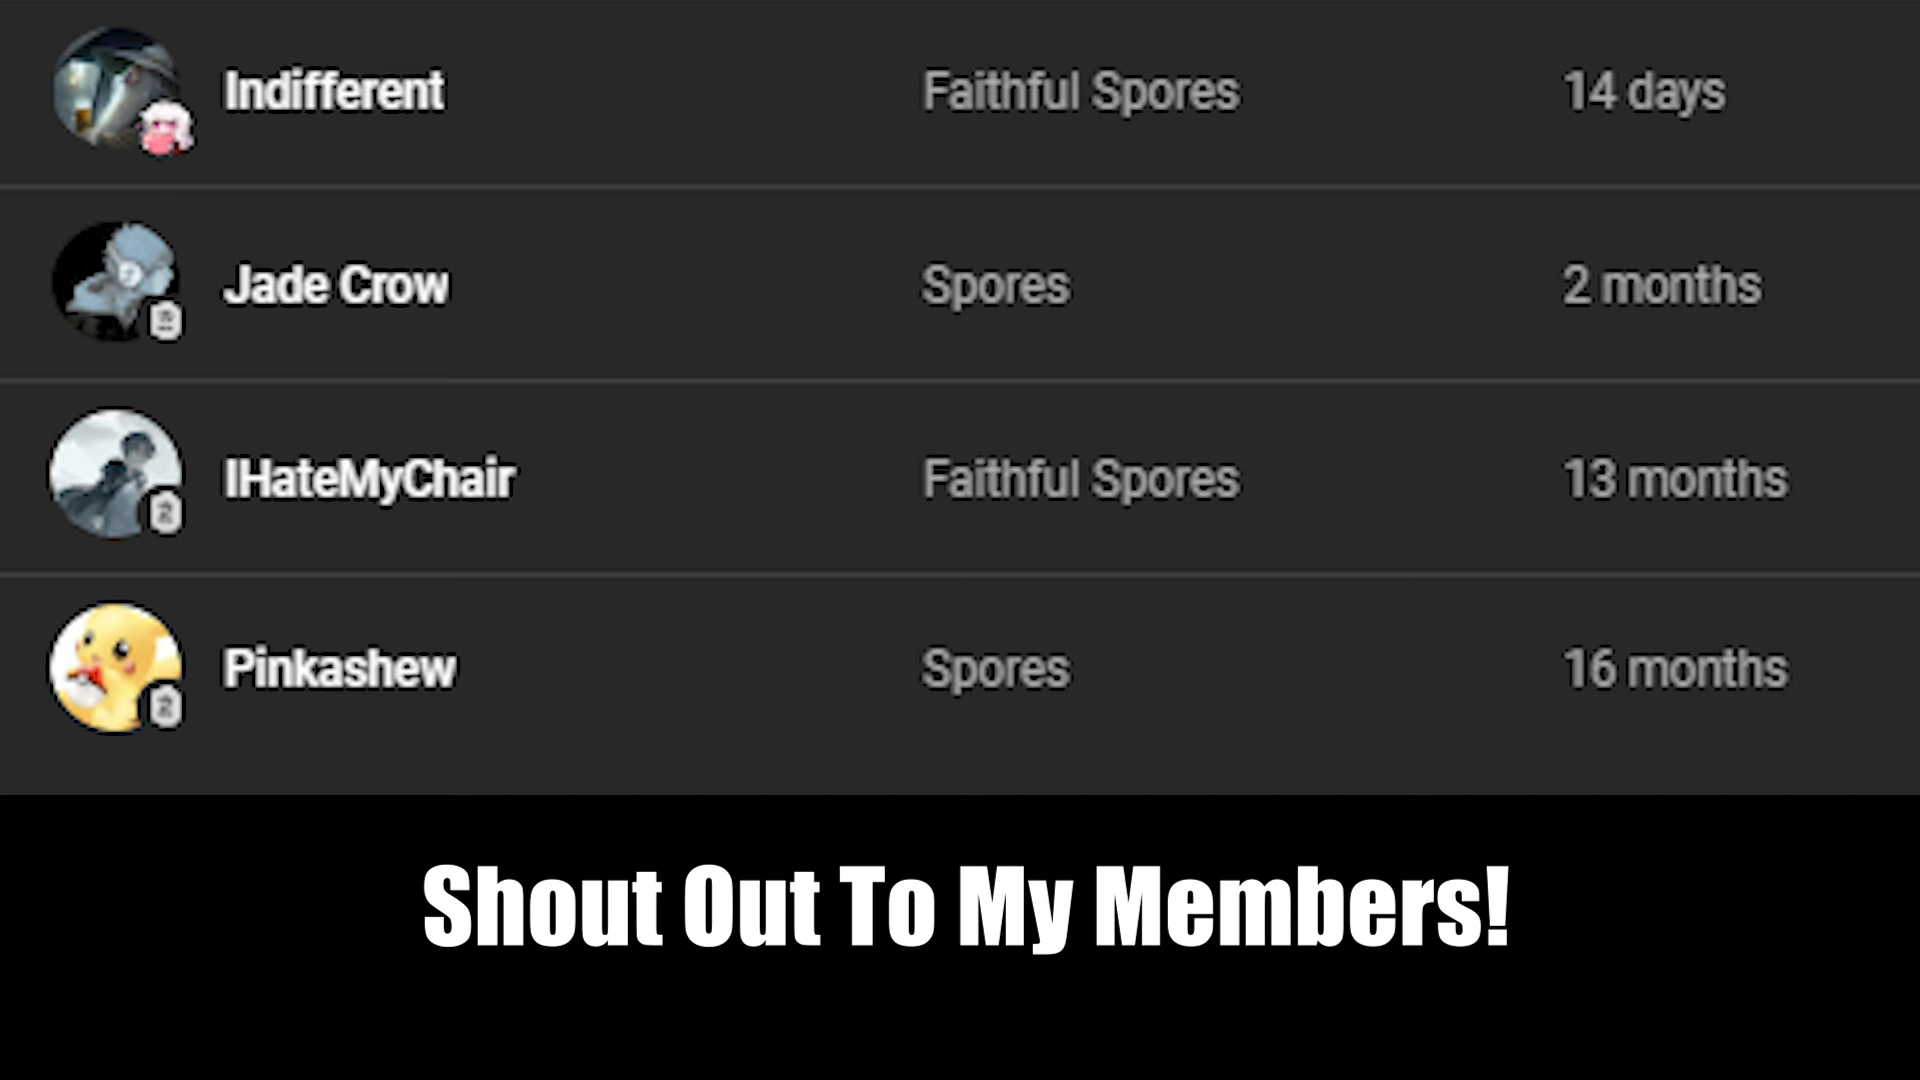 Indifferent Faithful Spores 14 days
Jade Crow Spores 2 months
IHateMyChair Faithful Spores 13 months
Pinkashew Spores 16 months
Shout Out To My Members!